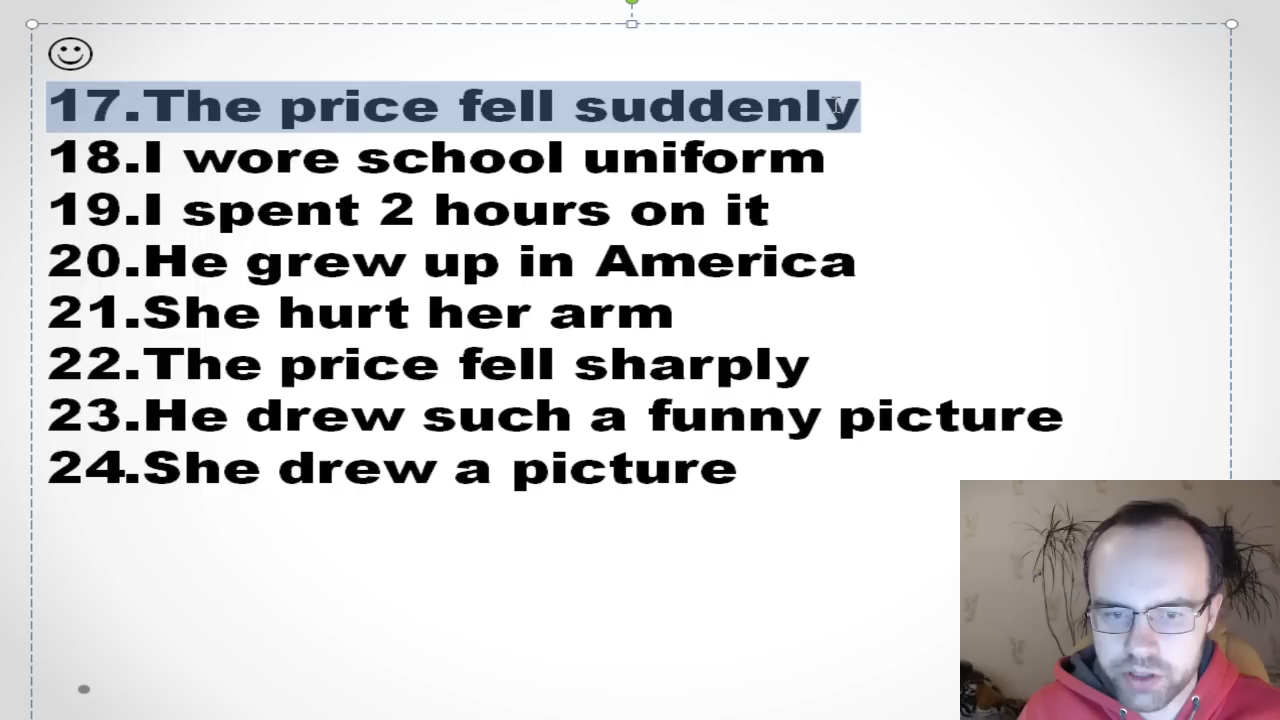 17.The price fell suddenly
18.I wore school uniform
19.I spent 2 hours on it
20.He grew up in America
21.She hurt her arm
22.The price fell sharply
23.He drew such a funny picture
24.She drew a picture